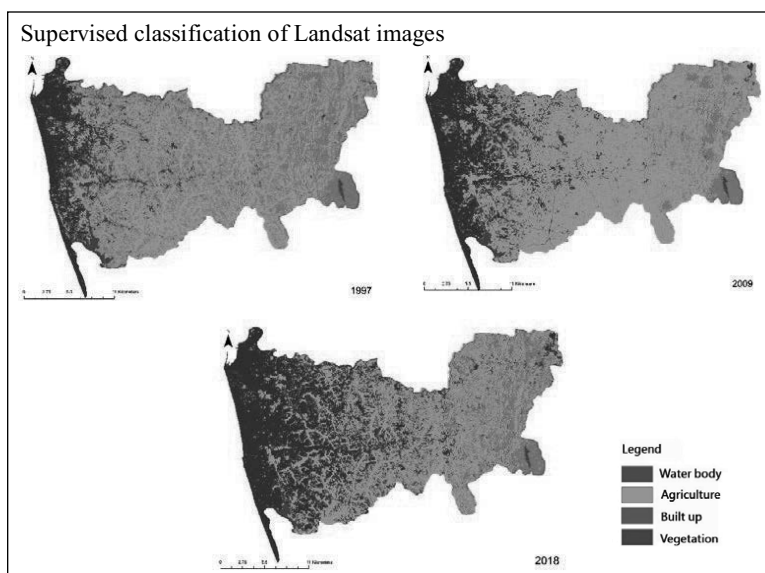 Supervised classification of Landsat images
1997
2009
2018
Legend
Water body
Agriculture
Built up
Vegetation